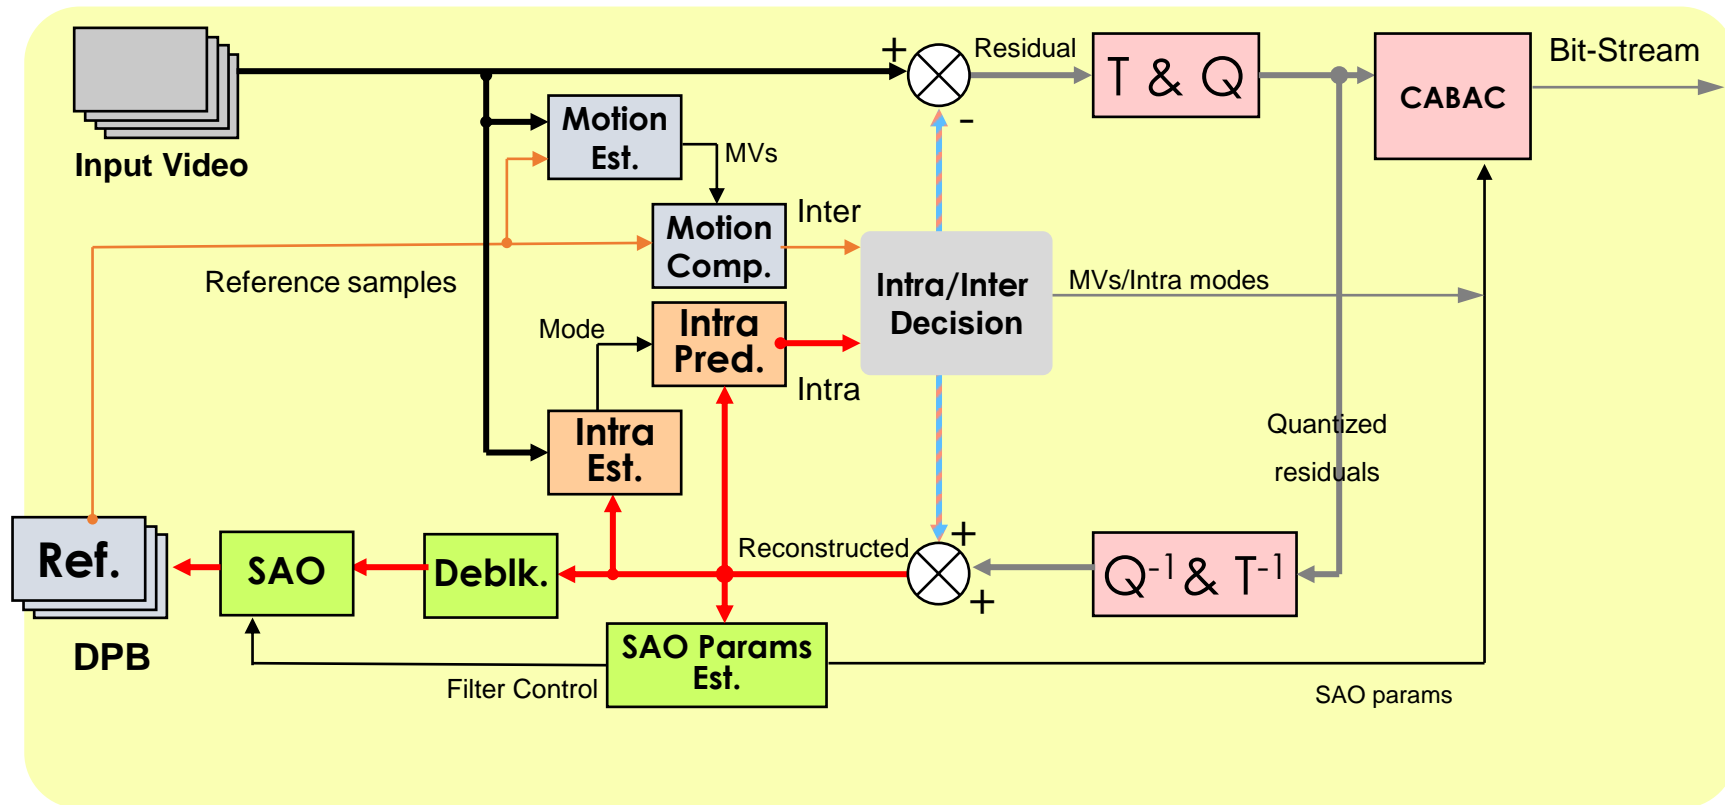 Input Video
+
Residual
T & Q
CABAC
Bit-Stream
-
Motion
Est.
MVs
Motion
Comp.
Inter
Reference samples
Intra/Inter
Decision
MVs/Intra modes
Mode
Intra
Pred.
Intra
Intra
Est.
Quantized
residuals
Ref.
DPB
SAO
Deblk.
Reconstructed
+
+
Q-1 & T-1
SAO Params
Est.
Filter Control
SAO params